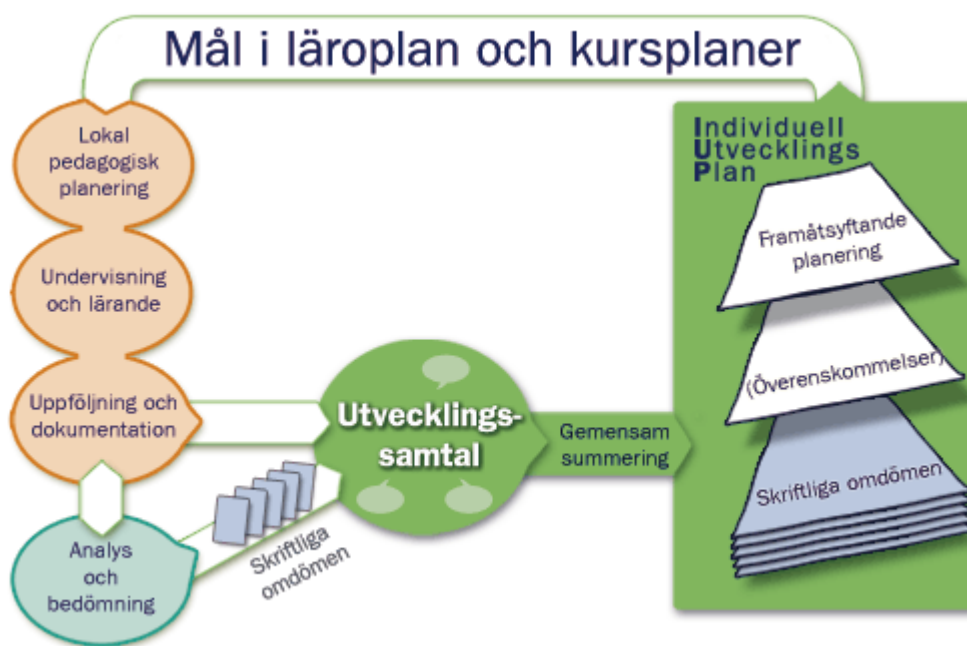 Mål i läroplan och kursplaner
Lokal
pedagogisk
planering
Undervisning
och lärande
Uppföljning och
dokumentation
Analys
och
bedömning
Skriftliga
omdömen
Utvecklings-
samtal
Gemensam
summering
Individuell
Utvecklings
Plan
Framåtsyftande
planering
(Överenskommelser)
Skriftliga omdömen